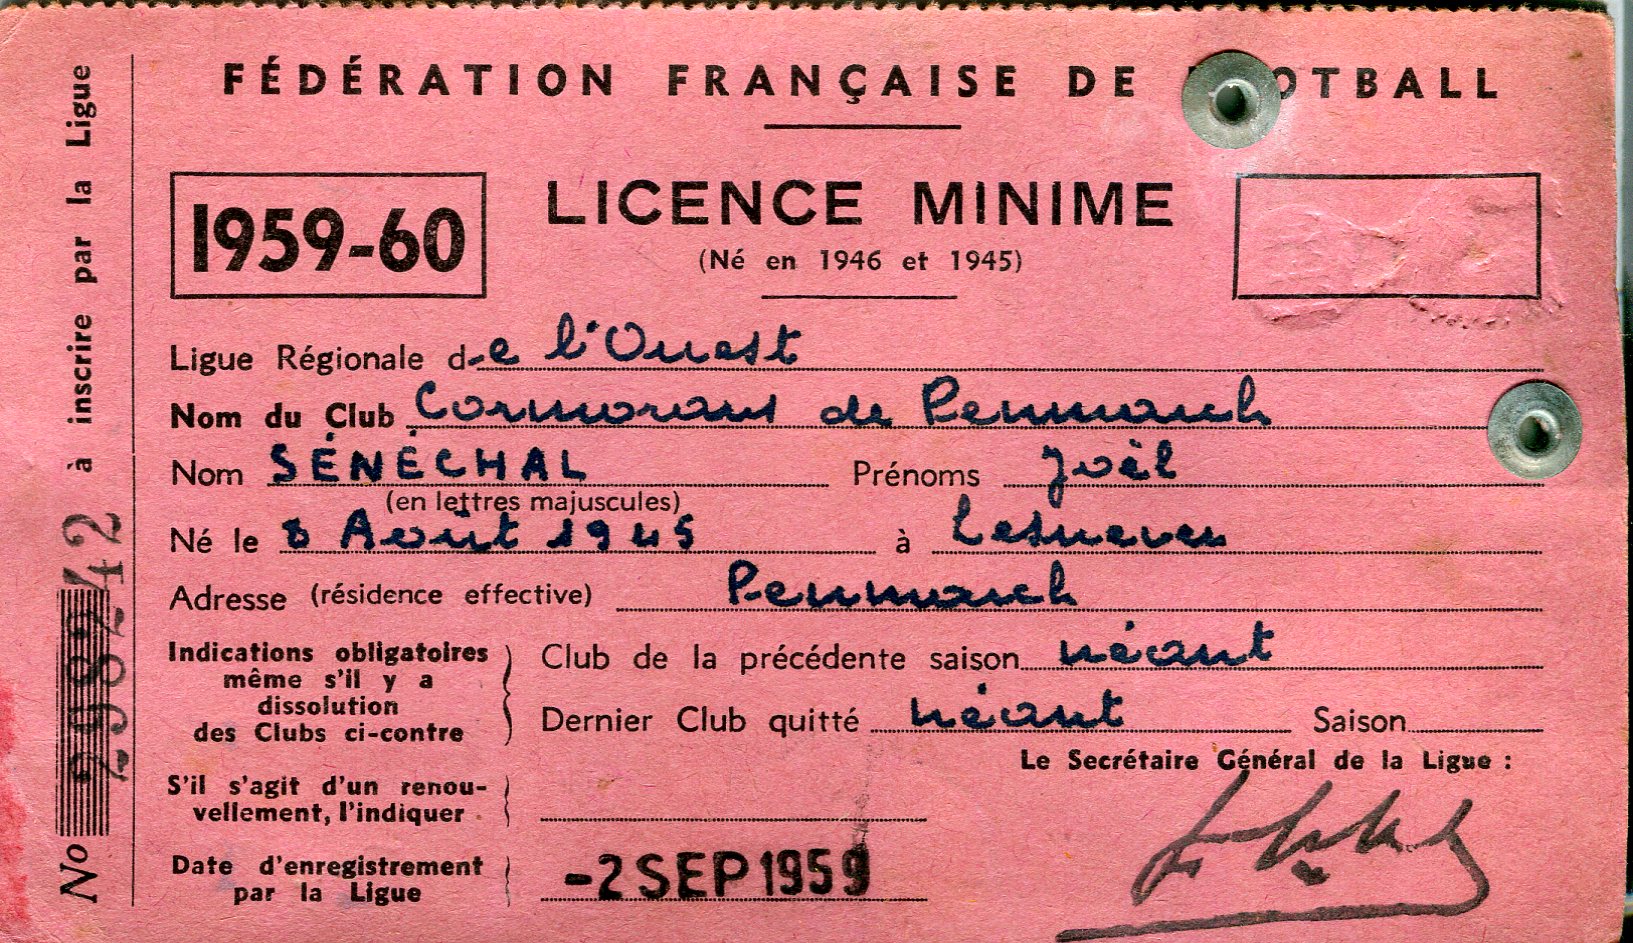 FÉDÉRATION FRANÇAISE DE OTBALL
1959-60
LICENCE MINIME
(Né en 1946 et 1945)
Ligue Régionale de l'Ouest
Nom du Club Cormorans de Penmarch
Nom SÉNÉCHAL Prénoms Joël
(en lettres majuscules)
Né le 8 Août 1945 à Lesneven
Adresse (résidence effective) Penmarch
Indications obligatoires
même s'il y a
dissolution
des Clubs ci-contre
Club de la précédente saison néant
Dernier Club quitté néant Saison
Le Secrétaire Général de la Ligue :
S'il s'agit d'un renou-
vellement, l'indiquer
Date d'enregistrement
par la Ligue
-2 SEP 1959
No à inscrire par la Ligue